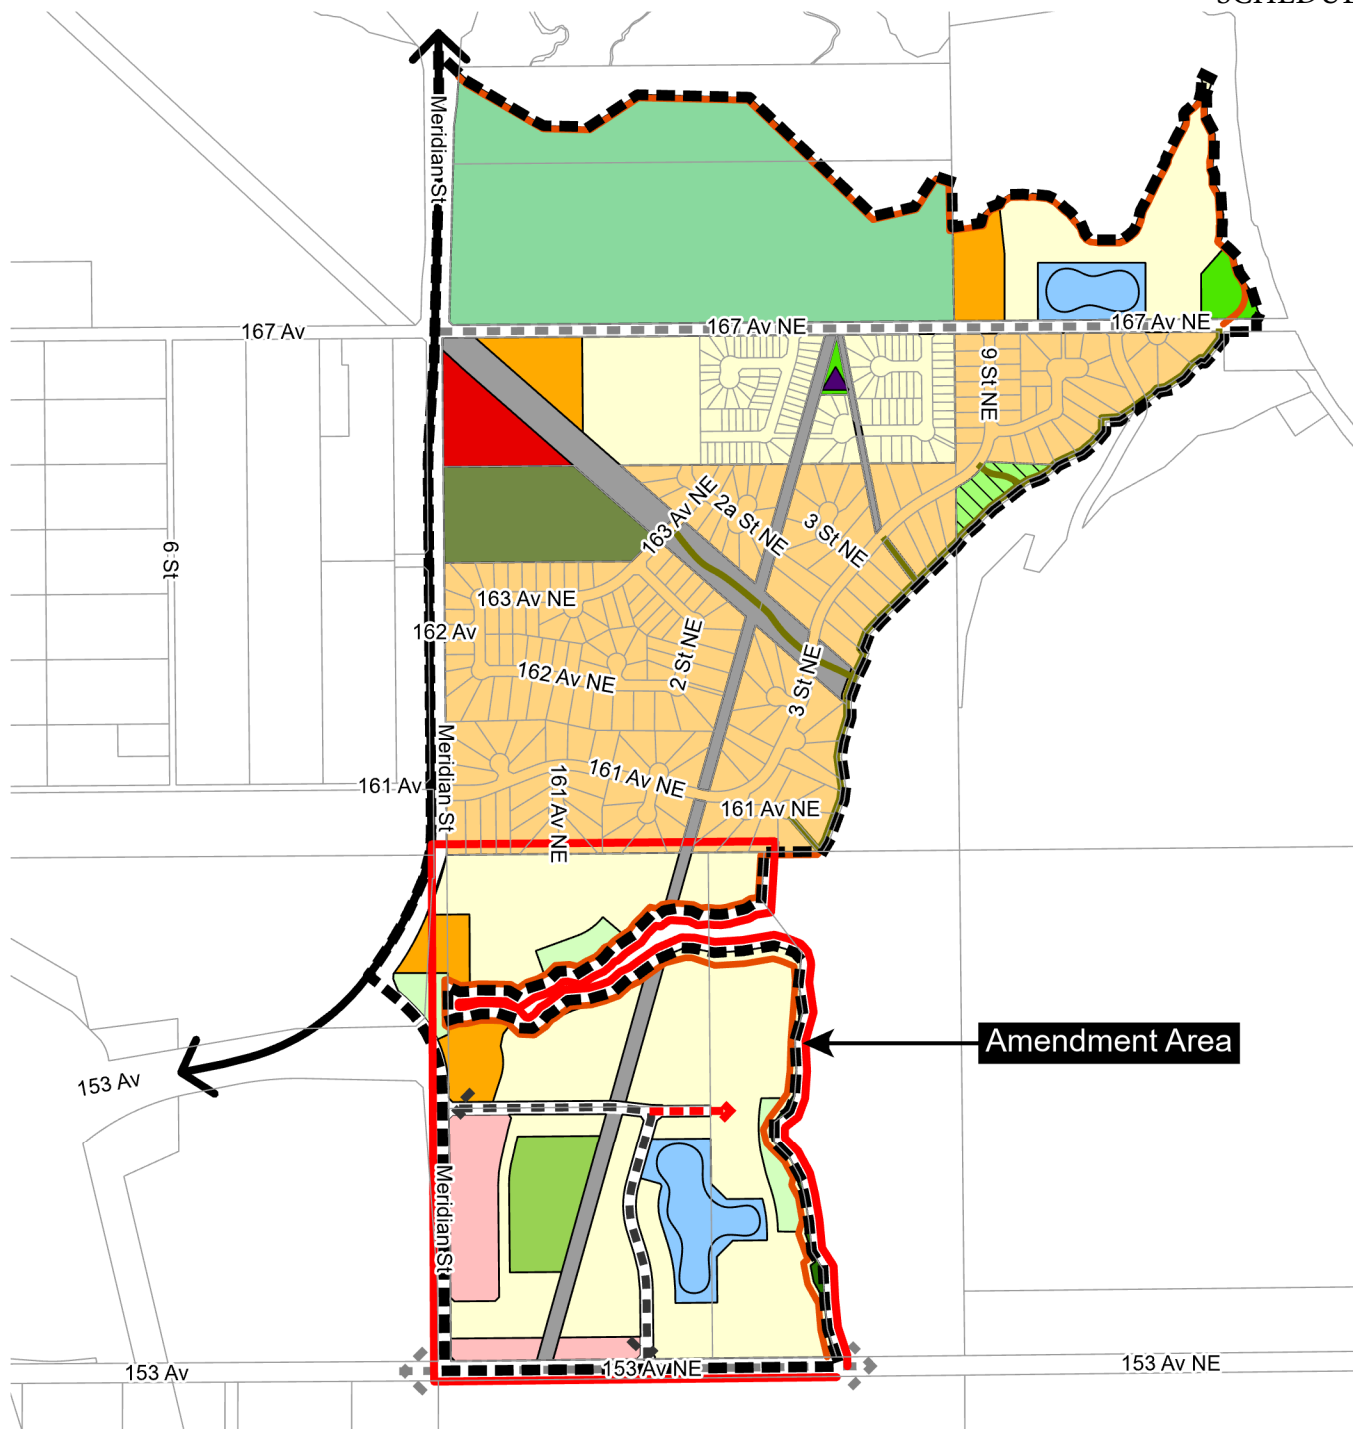 Meridian St
167 Av
167 Av NE
167 Av NE
9 St NE
6 St
163 Av NE
2a St NE
3 St NE
163 Av NE
162 Av
2 St NE
162 Av NE
3 St NE
Meridian St
161 Av
161 Av NE
161 Av NE
161 Av NE
Amendment Area
153 Av
Meridian St
153 Av
153 Av NE
153 Av NE